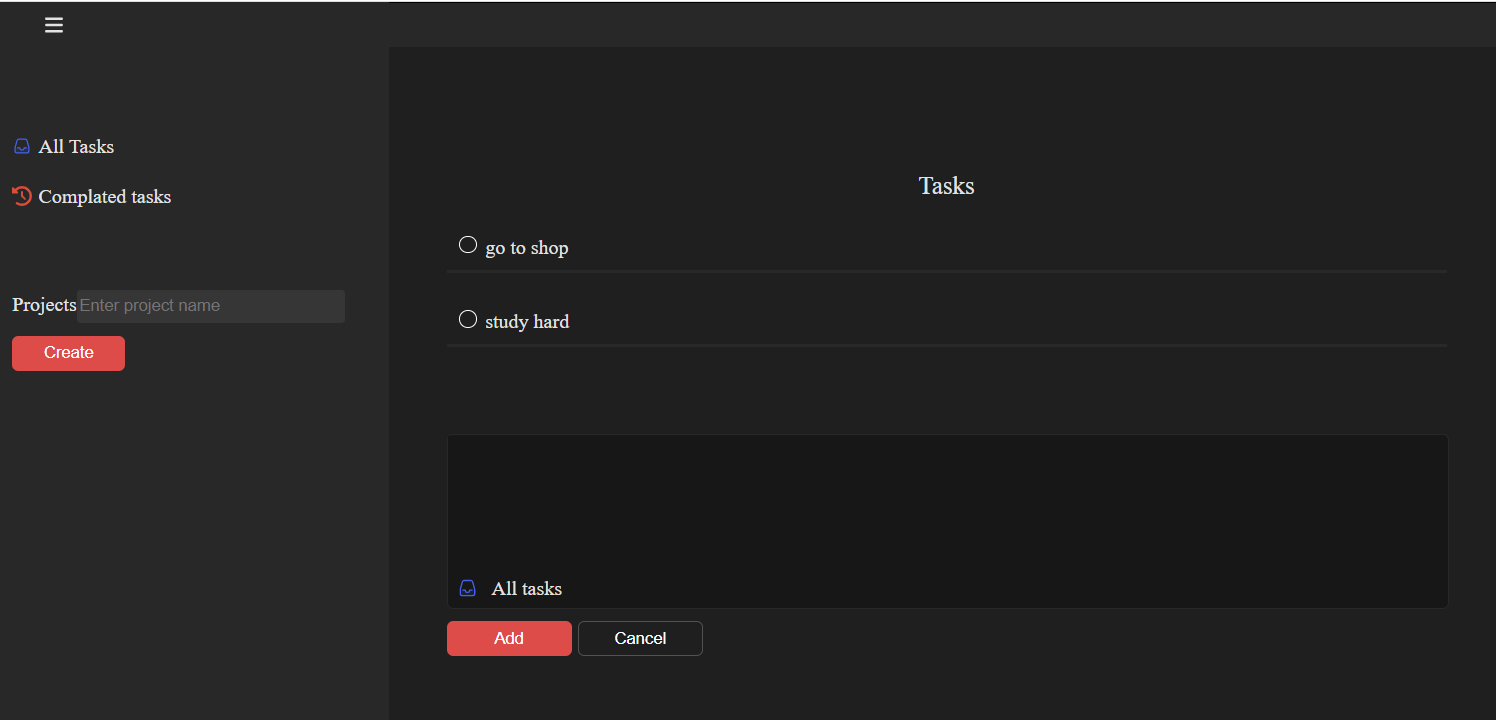 All Tasks
Complated tasks
Projects Enter project name
Create
Tasks
go to shop
study hard
All tasks
Add Cancel